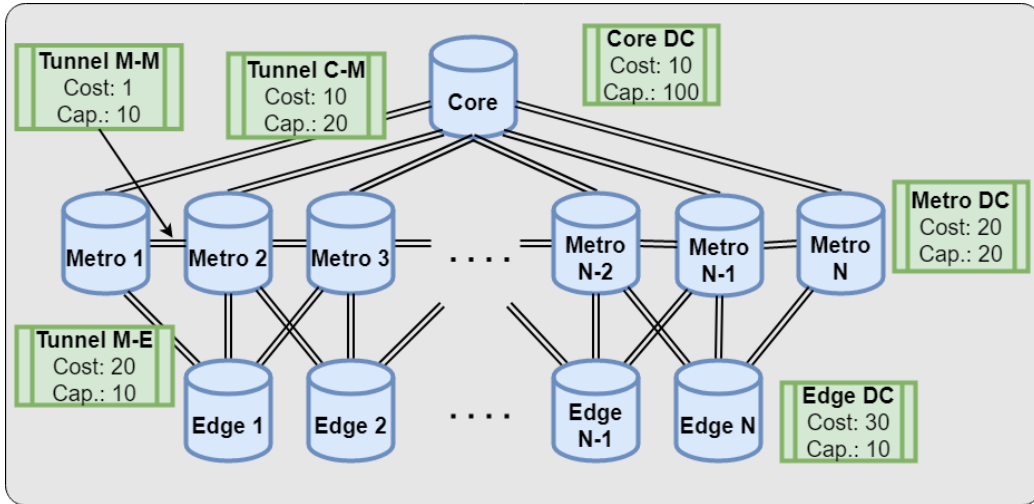 Tunnel M-M
Cost: 1
Cap.: 10
Tunnel C-M
Cost: 10
Cap.: 20
Core
Core DC
Cost: 10
Cap.: 100
Metro 1
Metro 2
Metro 3
. . . .
Metro
N-2
Metro
N-1
Metro
N
Metro DC
Cost: 20
Cap.: 20
Tunnel M-E
Cost: 20
Cap.: 10
Edge 1
Edge 2
. . . .
Edge
N-1
Edge N
Edge DC
Cost: 30
Cap.: 10